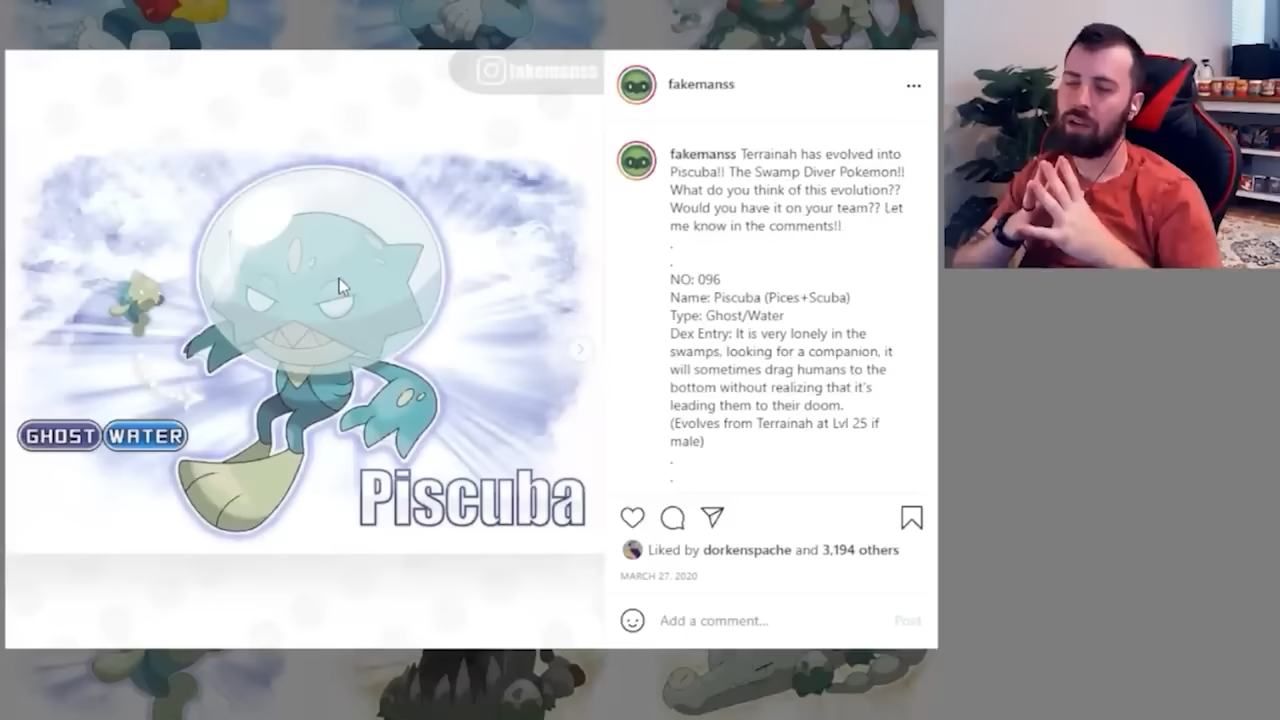 fakemanss
fakemanss
fakemanss Terrainah has evolved into
Piscuba!! The Swamp Diver Pokemon!!
What do you think of this evolution??
Would you have it on your team?? Let
me know in the comments!!
.
.
NO: 096
Name: Piscuba (Pices+Scuba)
Type: Ghost/Water
Dex Entry: It is very lonely in the
swamps, looking for a companion, it
will sometimes drag humans to the
bottom without realizing that it's
leading them to their doom.
(Evolves from Terrainah at Lvl 25 if
male)
.
.
GHOST WATER
Piscuba
Liked by dorkenspache and 3,194 others
MARCH 27, 2020
Add a comment...
Post